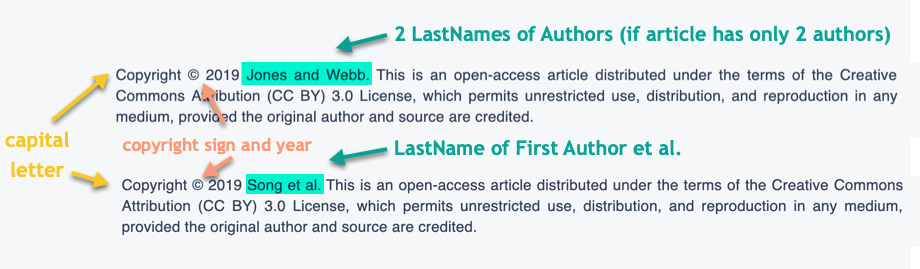 2 LastNames of Authors (if article has only 2 authors)
Copyright © 2019 Jones and Webb. This is an open-access article distributed under the terms of the Creative
Commons Attribution (CC BY) 3.0 License, which permits unrestricted use, distribution, and reproduction in any
medium, provided the original author and source are credited.
capital
letter
copyright sign and year
LastName of First Author et al.
Copyright © 2019 Song et al. This is an open-access article distributed under the terms of the Creative Commons
Attribution (CC BY) 3.0 License, which permits unrestricted use, distribution, and reproduction in any medium,
provided the original author and source are credited.